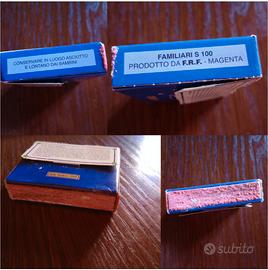 CONSERVARE IN LUOGO ASCIUTTO
E LONTANO DAI BAMBINI
FAMILIARI S 100
PRODOTTO DA F.R.F. - MAGENTA
subito